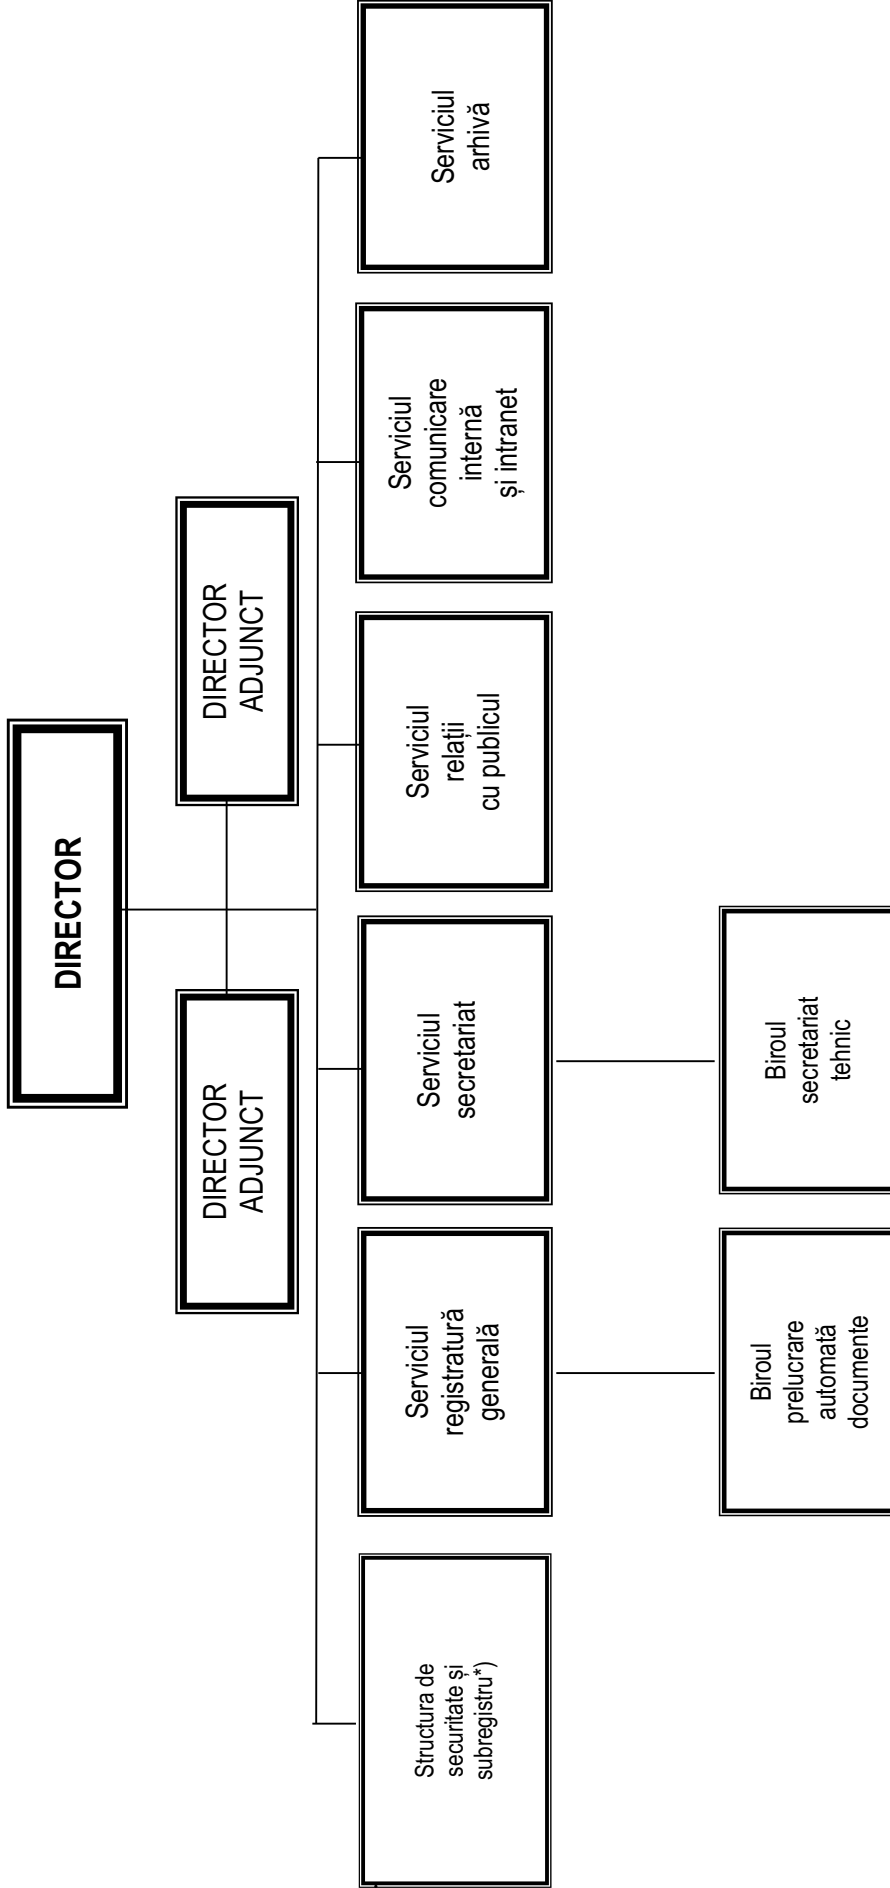 DIRECTOR
DIRECTOR
ADJUNCT
DIRECTOR
ADJUNCT
Structura de
securitate și
subregistru*)
Serviciul
registratură
generală
Serviciul
secretariat
Serviciul
relații
cu publicul
Serviciul
comunicare
internă
și intranet
Serviciul
arhivă
Biroul
prelucrare
automată
documente
Biroul
secretariat
tehnic